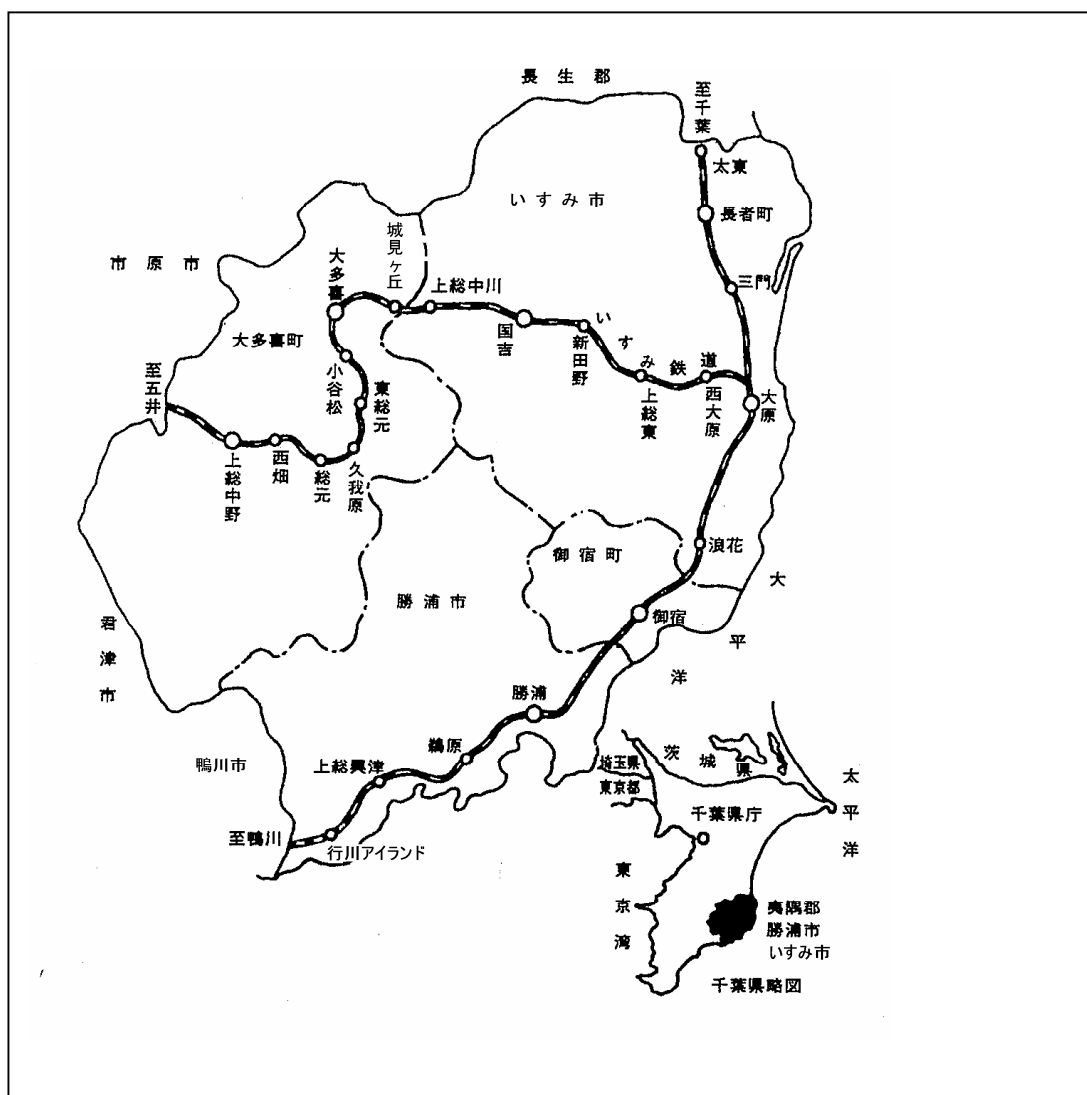 長生郡
至千葉
太東
いすみ市
長者町
城見ヶ丘
大多喜
市原市
上総中川
三門
国吉
新田野
いすみ鉄道
大多喜町
小谷松
東総元
上総東
西大原
大原
至五井
上総中野
西畑
総元
久我原
浪花
御宿町
大平洋
勝浦市
御宿
君津市
勝浦
鵜原
鴨川市
上総興津
至鴨川
行川アイランド
埼玉県
茨城県
東京都
太平洋
千葉県庁
東京湾
夷隅郡
勝浦市
いすみ市
千葉県略図